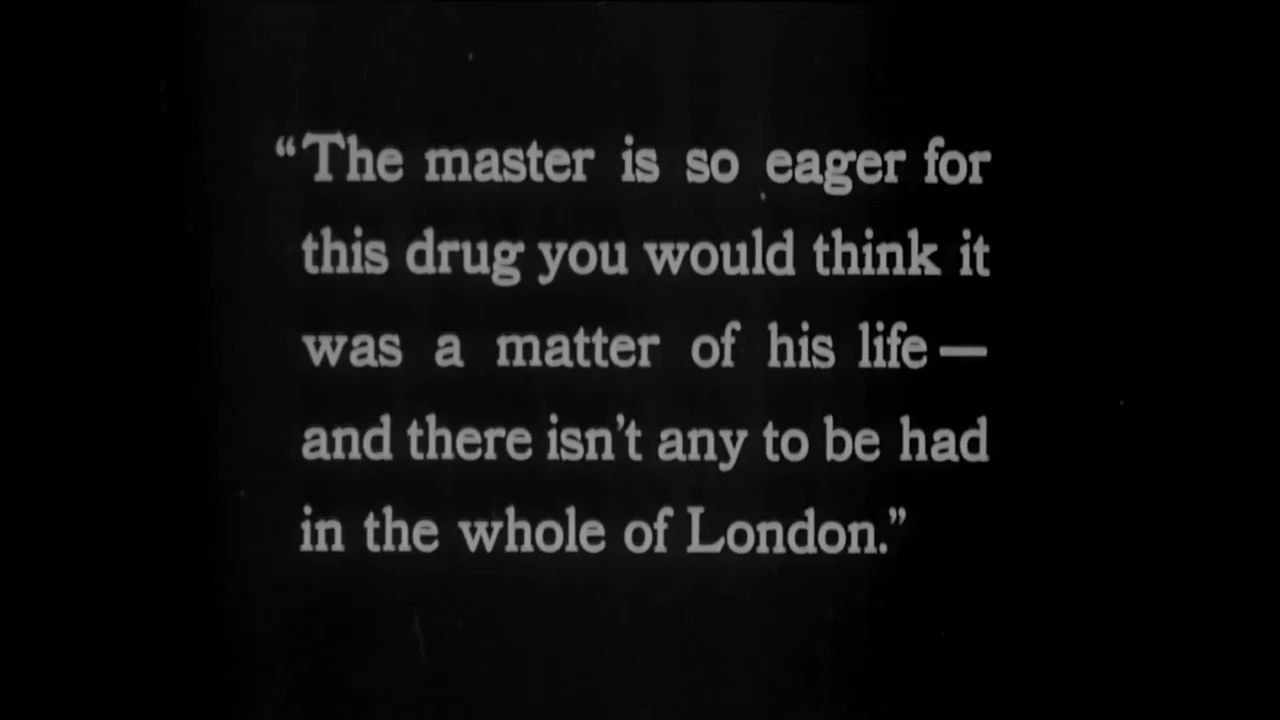 “The master is so eager for
this drug you would think it
was a matter of his life—
and there isn't any to be had
in the whole of London.”